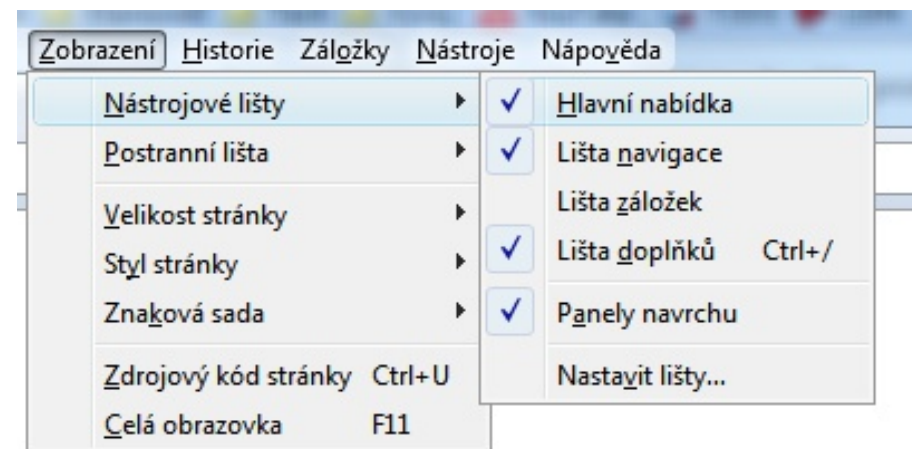 Zobrazení Historie Záložky Nástroje Nápověda
Nástrojové lišty
Postranní lišta
Velikost stránky
Styl stránky
Znaková sada
Zdrojový kód stránky Ctrl+U
Celá obrazovka F11
Hlavní nabídka
Lišta navigace
Lišta záložek
Lišta doplňků Ctrl+/
Panely navrchu
Nastavit lišty...